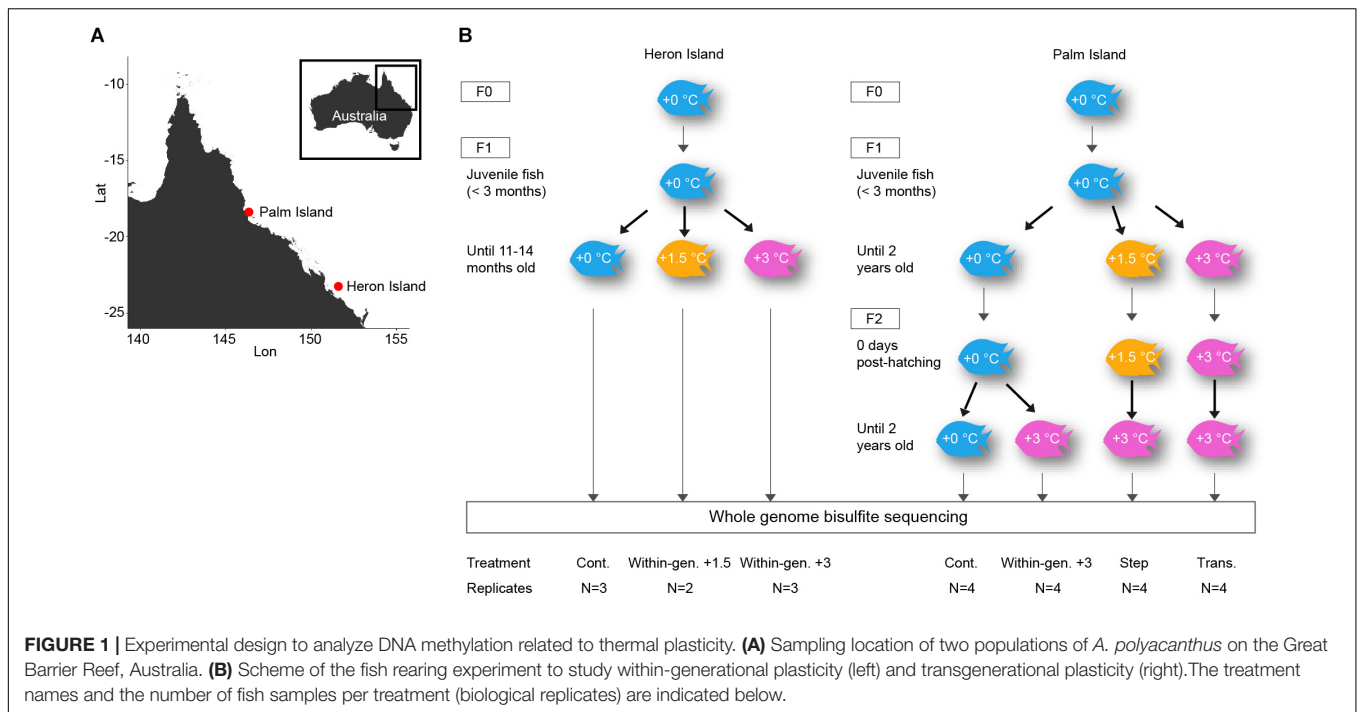 A
-10
-15
-20
-25
Lat
140
145
150
155
Lon
Australia
Palm Island
Heron Island
B
Heron Island
F0
+0 °C
F1
Juvenile fish
(< 3 months)
+0 °C
Until 11-14
months old
+0 °C
+1.5 °C
+3 °C
Palm Island
F0
+0 °C
F1
Juvenile fish
(< 3 months)
+0 °C
Until 2
years old
+0 °C
+1.5 °C
+3 °C
F2
0 days
post-hatching
+0 °C
+1.5 °C
+3 °C
Until 2
years old
+0 °C
+3 °C
+3 °C
+3 °C
Whole genome bisulfite sequencing
Treatment Cont. Within-gen. +1.5 Within-gen. +3 Cont. Within-gen. +3 Step Trans.
Replicates N=3 N=2 N=3 N=4 N=4 N=4 N=4
FIGURE 1 | Experimental design to analyze DNA methylation related to thermal plasticity. (A) Sampling location of two populations of A. polyacanthus on the Great
Barrier Reef, Australia. (B) Scheme of the fish rearing experiment to study within-generational plasticity (left) and transgenerational plasticity (right).The treatment
names and the number of fish samples per treatment (biological replicates) are indicated below.